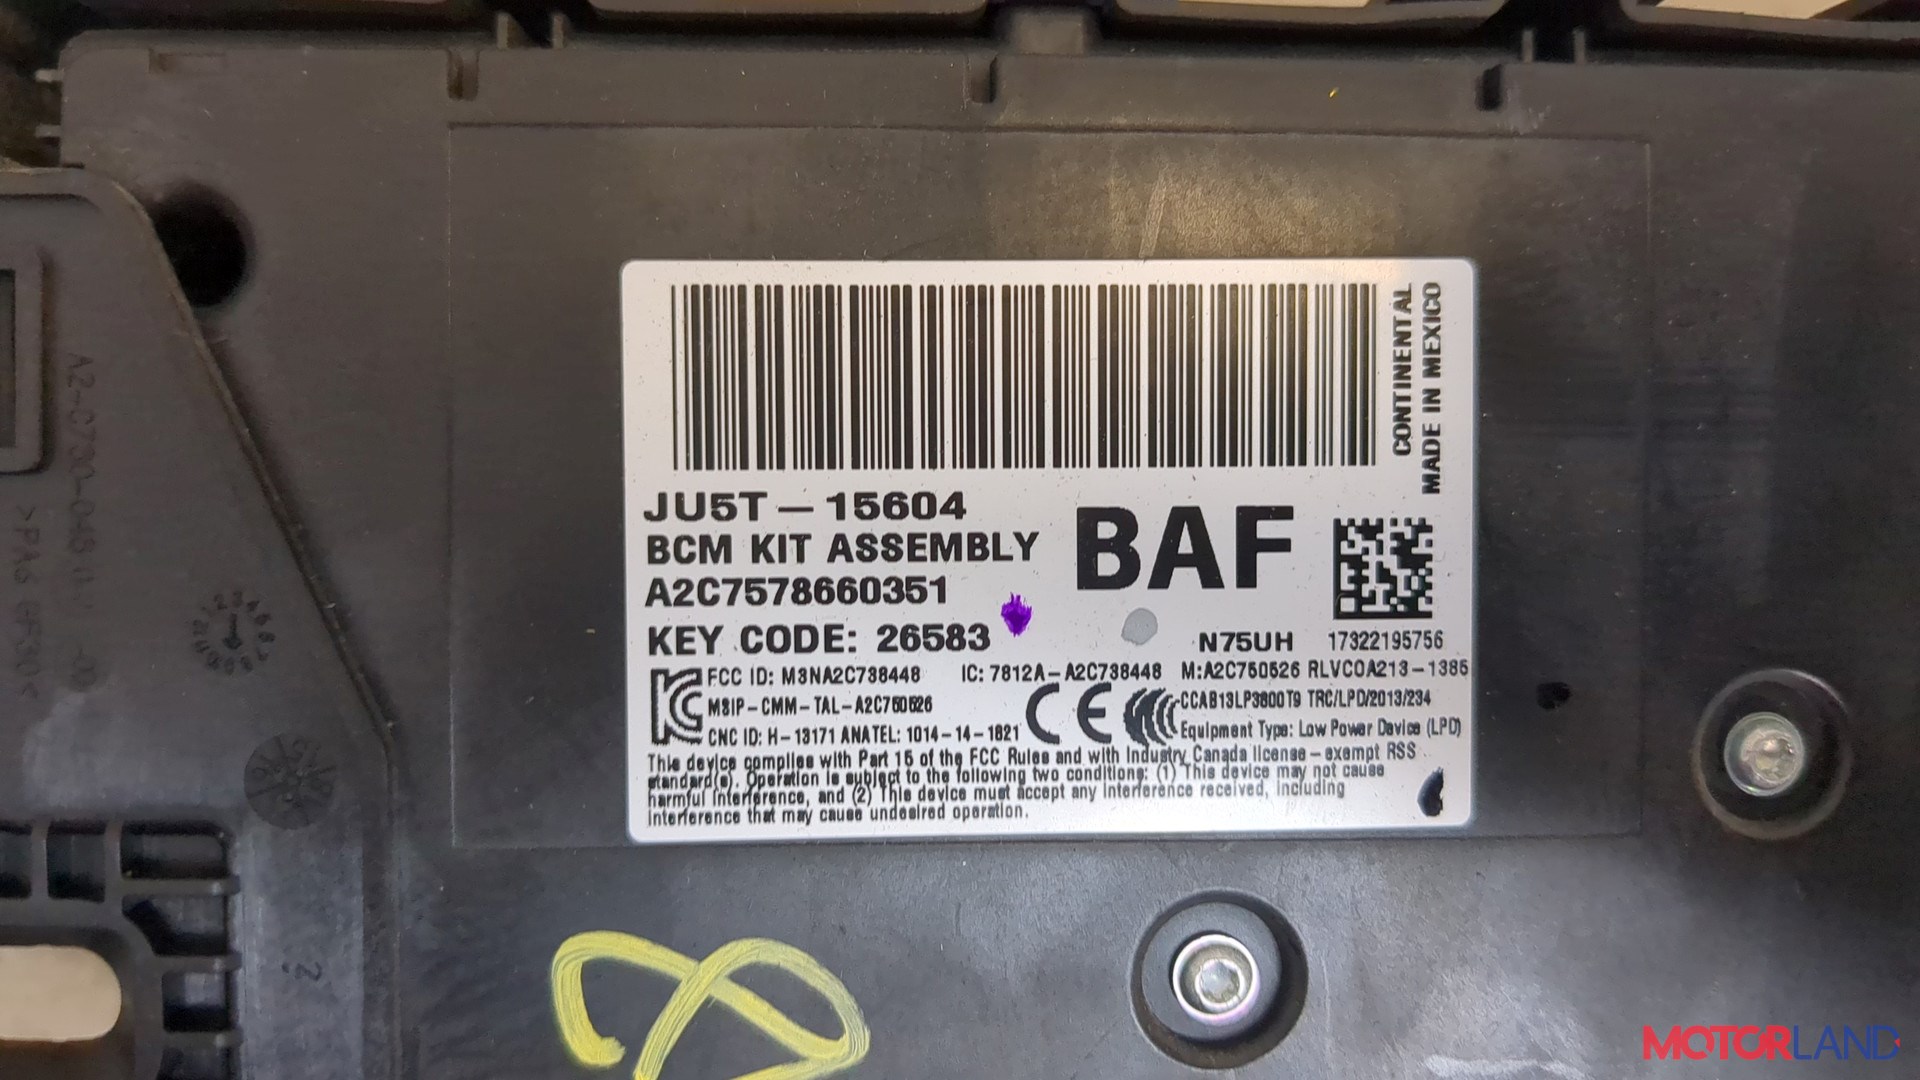 CONTINENTAL
MADE IN MEXICO
JU5T - 15604
BCM KIT ASSEMBLY
BAF
A2C7578660351
KEY CODE: 26583
N75UH 17322195756
FCC ID: M3NA2C738448 IC: 7812A-A2C738448 M:A2C750526 RLVCOA213-1385
MSIP-CMM-TAL-A2C750526 CCAB13LP3800T9 TRC/LPD/2013/234
CNC ID: H-13171 ANATEL: 1014-14-1821 Equipment Type: Low Power Device (LPD)
This device complies with Part 15 of the FCC Rules and with Industry Canada license-exempt RSS
standard(s). Operation is subject to the following two conditions: (1) This device may not cause
harmful interference, and (2) This device must accept any interference received, including
interference that may cause undesired operation.
MOTORLAND